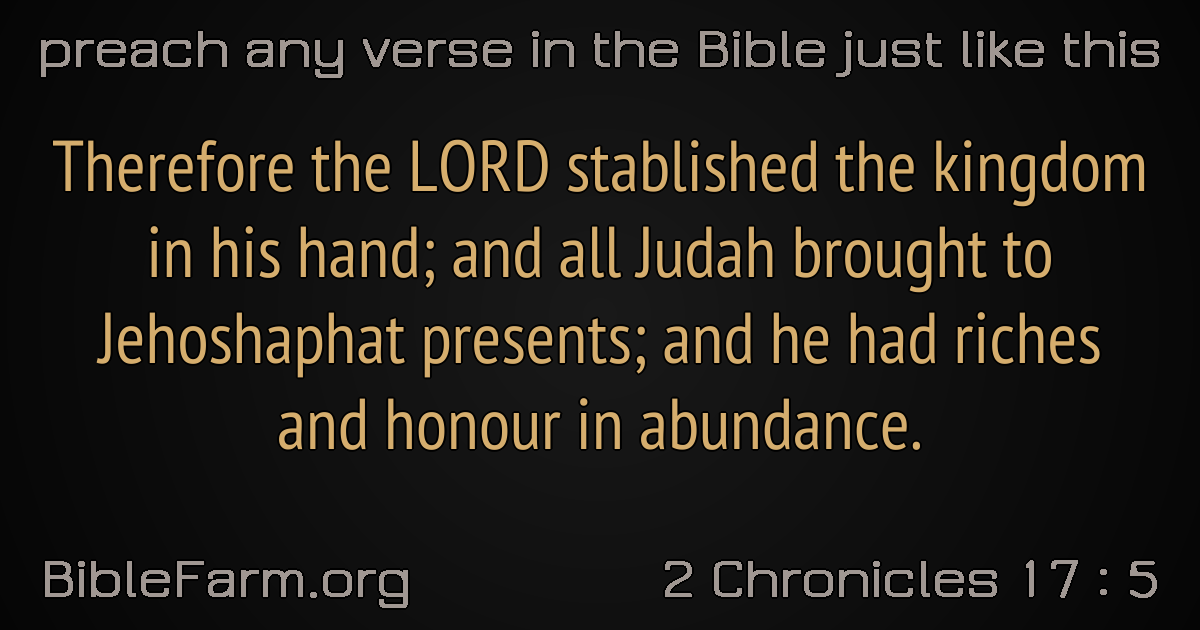 preach any verse in the Bible just like this
Therefore the LORD stablished the kingdom
in his hand; and all Judah brought to
Jehoshaphat presents; and he had riches
and honour in abundance.
BibleFarm.org
2 Chronicles 17 : 5